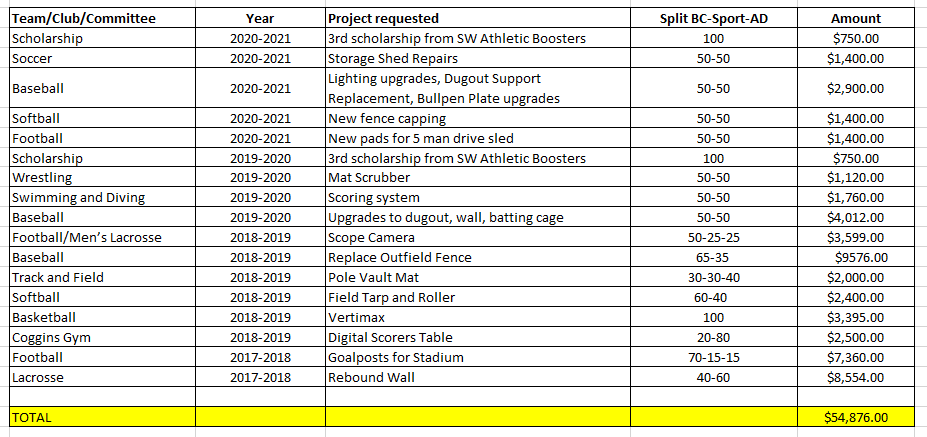 Team/Club/Committee Year Project requested Split BC-Sport-AD Amount
Scholarship 2020-2021 3rd scholarship from SW Athletic Boosters 100 $750.00
Soccer 2020-2021 Storage Shed Repairs 50-50 $1,400.00
Baseball 2020-2021 Lighting upgrades, Dugout Support
Replacement, Bullpen Plate upgrades 50-50 $2,900.00
Softball 2020-2021 New fence capping 50-50 $1,400.00
Football 2020-2021 New pads for 5 man drive sled 50-50 $1,400.00
Scholarship 2019-2020 3rd scholarship from SW Athletic Boosters 100 $750.00
Wrestling 2019-2020 Mat Scrubber 50-50 $1,120.00
Swimming and Diving 2019-2020 Scoring system 50-50 $1,760.00
Baseball 2019-2020 Upgrades to dugout, wall, batting cage 50-50 $4,012.00
Football/Men’s Lacrosse 2018-2019 Scope Camera 50-25-25 $3,599.00
Baseball 2018-2019 Replace Outfield Fence 65-35 $9576.00
Track and Field 2018-2019 Pole Vault Mat 30-30-40 $2,000.00
Softball 2018-2019 Field Tarp and Roller 60-40 $2,400.00
Basketball 2018-2019 Vertimax 100 $3,395.00
Coggins Gym 2018-2019 Digital Scorers Table 20-80 $2,500.00
Football 2017-2018 Goalposts for Stadium 70-15-15 $7,360.00
Lacrosse 2017-2018 Rebound Wall 40-60 $8,554.00
TOTAL $54,876.00